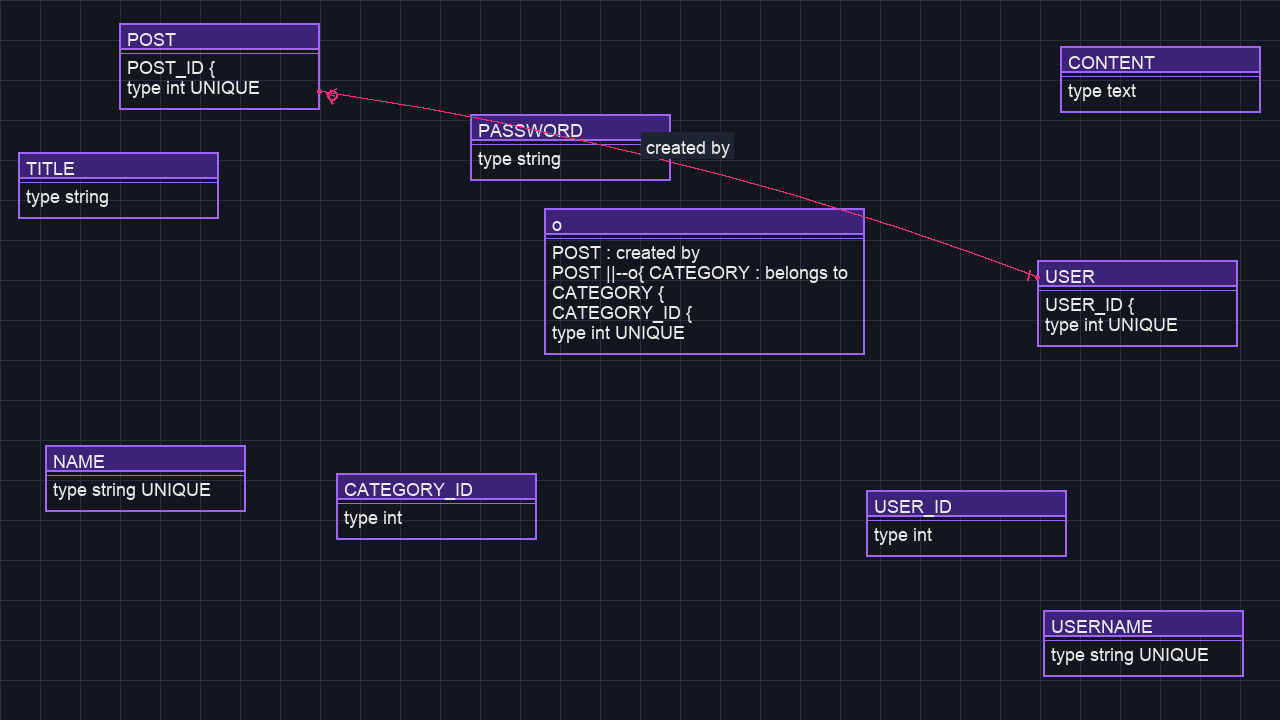 POST
POST_ID {
type int UNIQUE
CONTENT
type text
PASSWORD
type string
created by
TITLE
type string
o
POST : created by
POST ||--o{ CATEGORY : belongs to
CATEGORY {
CATEGORY_ID {
type int UNIQUE
USER
USER_ID {
type int UNIQUE
NAME
type string UNIQUE
CATEGORY_ID
type int
USER_ID
type int
USERNAME
type string UNIQUE